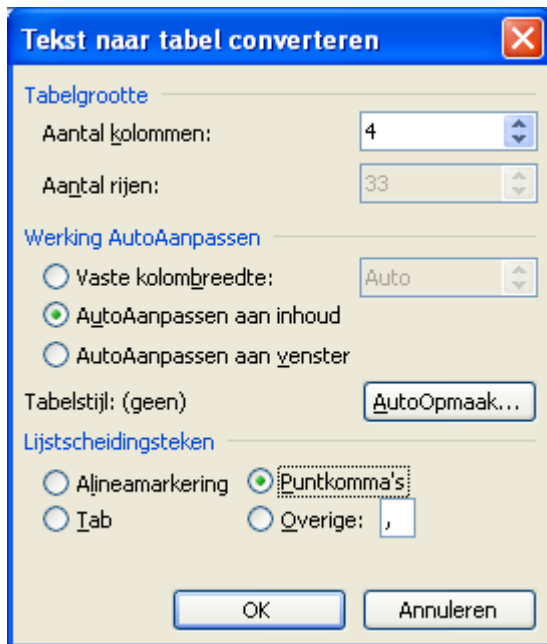 Tekst naar tabel converteren
Tabelgrootte
Aantal kolommen: 4
Aantal rijen: 33
Werking AutoAanpassen
Vaste kolombreedte: Auto
AutoAanpassen aan inhoud
AutoAanpassen aan venster
Tabelstijl: (geen) AutoOpmaak...
Lijstscheidingsteken
Alineamarkering Puntkomma's
Tab Overige: ,
OK Annuleren